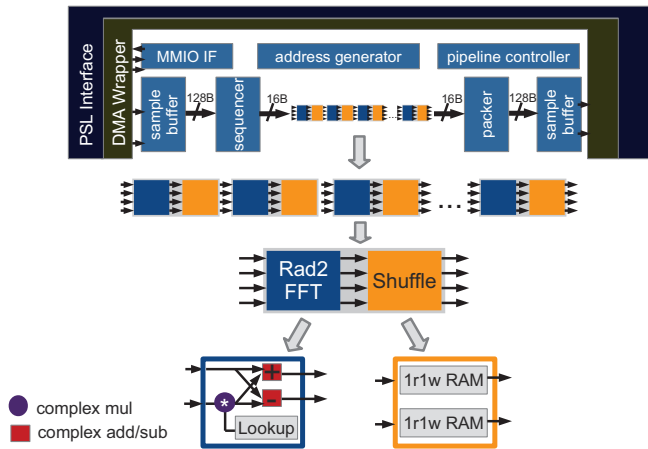 PSL Interface
DMA Wrapper
MMIO IF
address generator
pipeline controller
sample
buffer
128B
sequencer
16B
...
16B
packer
128B
sample
buffer
...
Rad2
FFT
Shuffle
+
*
-
Lookup
1r1w RAM
1r1w RAM
complex mul
complex add/sub